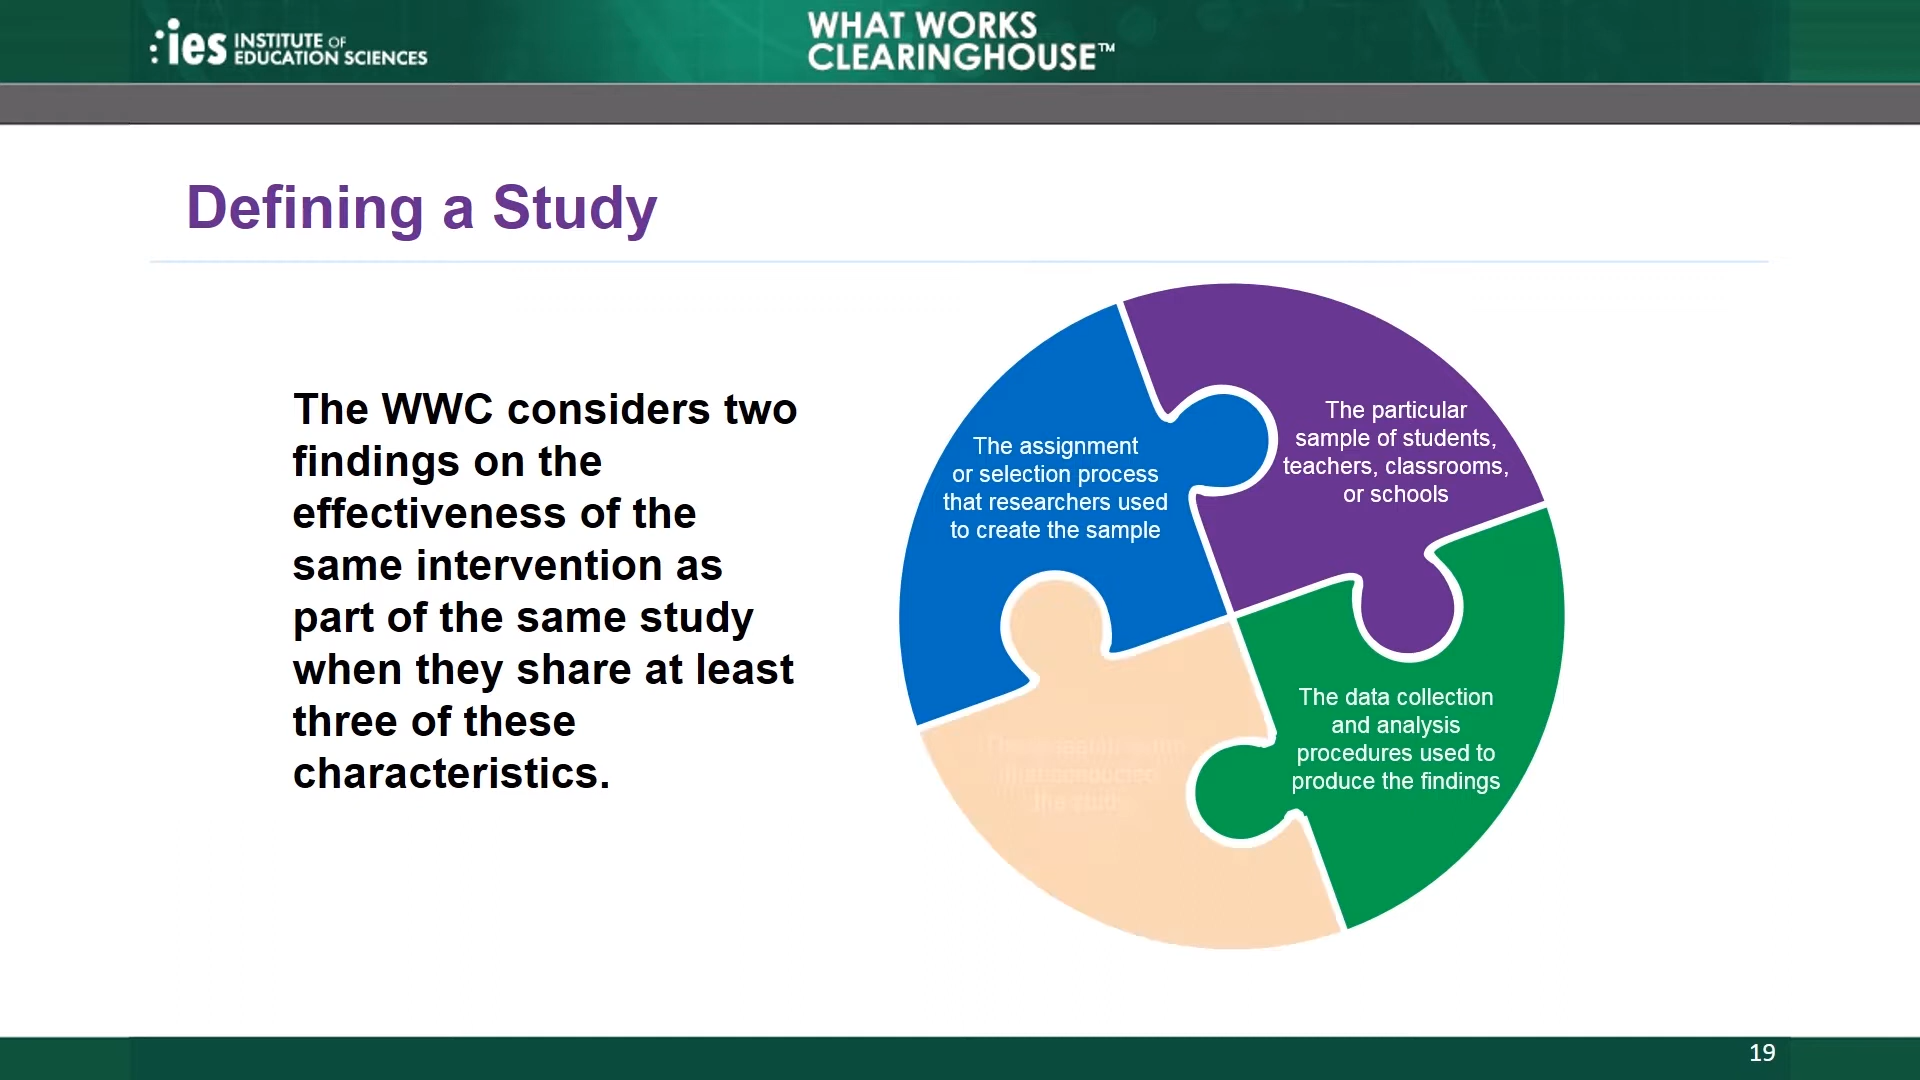 ies INSTITUTE OF
EDUCATION SCIENCES
WHAT WORKS
CLEARINGHOUSE™
Defining a Study
The WWC considers two
findings on the
effectiveness of the
same intervention as
part of the same study
when they share at least
three of these
characteristics.
The assignment
or selection process
that researchers used
to create the sample
The particular
sample of students,
teachers, classrooms,
or schools
The data collection
and analysis
procedures used to
produce the findings
19